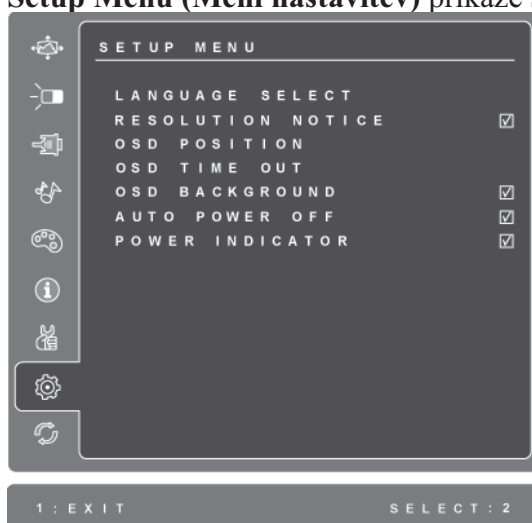 Setup Menu (Meni nastavitev) prikaže
SETUP MENU
LANGUAGE SELECT
RESOLUTION NOTICE
OSD POSITION
OSD TIME OUT
OSD BACKGROUND
AUTO POWER OFF
POWER INDICATOR
1:EXIT
SELECT:2